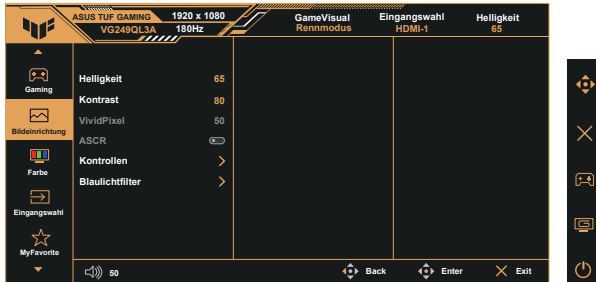 ASUS TUF GAMING 1920 x 1080
VG249QL3A 180Hz
GameVisual
Rennmodus
Eingangswahl
HDMI-1
Helligkeit
65
Gaming
Bildeinrichtung
Farbe
Eingangswahl
MyFavorite
Helligkeit 65
Kontrast 80
VividPixel 50
ASCR
Kontrollen
Blaulichtfilter
50
Back
Enter
Exit